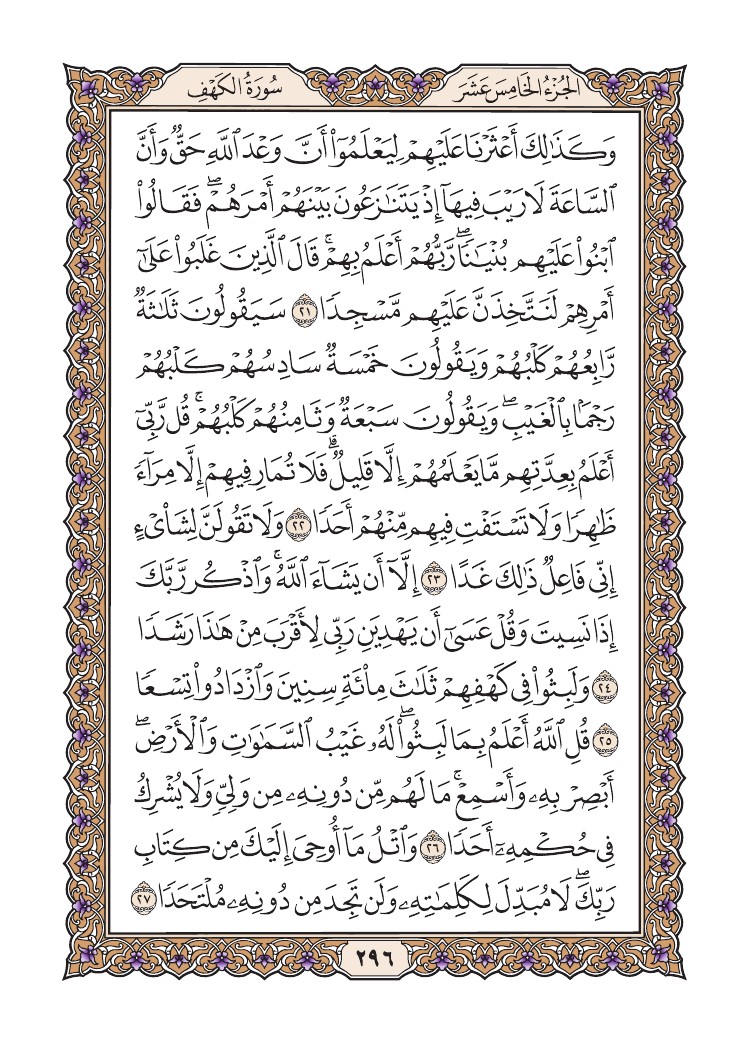 الجُزْءُ الخَامِسَ عَشَرَ
سُورَةُ الكَهْفِ
وَكَذَٰلِكَ أَعْثَرْنَا عَلَيْهِمْ لِيَعْلَمُوٓا۟ أَنَّ وَعْدَ ٱللَّهِ حَقٌّ وَأَنَّ
ٱلسَّاعَةَ لَا رَيْبَ فِيهَآ إِذْ يَتَنَٰزَعُونَ بَيْنَهُمْ أَمْرَهُمْ ۖ فَقَالُوا۟
ٱبْنُوا۟ عَلَيْهِم بُنْيَٰنًا ۖ رَّبُّهُمْ أَعْلَمُ بِهِمْ ۚ قَالَ ٱلَّذِينَ غَلَبُوا۟ عَلَىٰٓ
أَمْرِهِمْ لَنَتَّخِذَنَّ عَلَيْهِم مَّسْجِدًا ٢١ سَيَقُولُونَ ثَلَٰثَةٌ
رَّابِعُهُمْ كَلْبُهُمْ وَيَقُولُونَ خَمْسَةٌ سَادِسُهُمْ كَلْبُهُمْ
رَجْمًۢا بِٱلْغَيْبِ ۖ وَيَقُولُونَ سَبْعَةٌ وَثَامِنُهُمْ كَلْبُهُمْ ۚ قُل رَّبِّىٓ
أَعْلَمُ بِعِدَّتِهِم مَّا يَعْلَمُهُمْ إِلَّا قَلِيلٌ ۗ فَلَا تُمَارِ فِيهِمْ إِلَّا مِرَآءً
ظَٰهِرًا وَلَا تَسْتَفْتِ فِيهِم مِّنْهُمْ أَحَدًا ٢٢ وَلَا تَقُولَنَّ لِشَا۟ىْءٍ
إِنِّى فَاعِلٌ ذَٰلِكَ غَدًا ٢٣ إِلَّآ أَن يَشَآءَ ٱللَّهُ ۚ وَٱذْكُر رَّبَّكَ
إِذَا نَسِيتَ وَقُلْ عَسَىٰٓ أَن يَهْدِيَنِ رَبِّى لِأَقْرَبَ مِنْ هَٰذَا رَشَدًا
٢٤ وَلَبِثُوا۟ فِى كَهْفِهِمْ ثَلَٰثَ مِا۟ئَةٍ سِنِينَ وَٱزْدَادُوا۟ تِسْعًا
٢٥ قُلِ ٱللَّهُ أَعْلَمُ بِمَا لَبِثُوا۟ ۖ لَهُۥ غَيْبُ ٱلسَّمَٰوَٰتِ وَٱلْأَرْضِ ۖ
أَبْصِرْ بِهِۦ وَأَسْمِعْ ۚ مَا لَهُم مِّن دُونِهِۦ مِن وَلِىٍّ وَلَا يُشْرِكُ
فِى حُكْمِهِۦٓ أَحَدًا ٢٦ وَٱتْلُ مَآ أُوحِىَ إِلَيْكَ مِن كِتَابِ
رَبِّكَ ۖ لَا مُبَدِّلَ لِكَلِمَٰتِهِۦ وَلَن تَجِدَ مِن دُونِهِۦ مُلْتَحَدًا ٢٧
٢٩٦